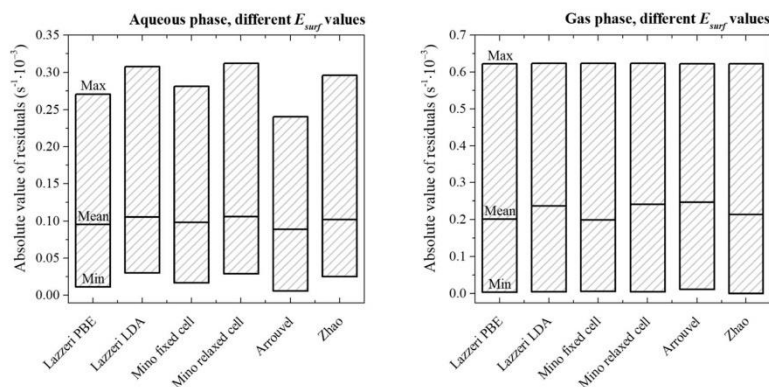 Aqueous phase, different E_surf values
Absolute value of residuals (s⁻¹·10⁻³)
0.35
0.30
0.25
0.20
0.15
0.10
0.05
0.00
Max
Mean
Min
Lazzeri PBE
Lazzeri LDA
Mino fixed cell
Mino relaxed cell
Arrouvel
Zhao
Gas phase, different E_surf values
Absolute value of residuals (s⁻¹·10⁻³)
0.7
0.6
0.5
0.4
0.3
0.2
0.1
0.0
Max
Mean
Min
Lazzeri PBE
Lazzeri LDA
Mino fixed cell
Mino relaxed cell
Arrouvel
Zhao